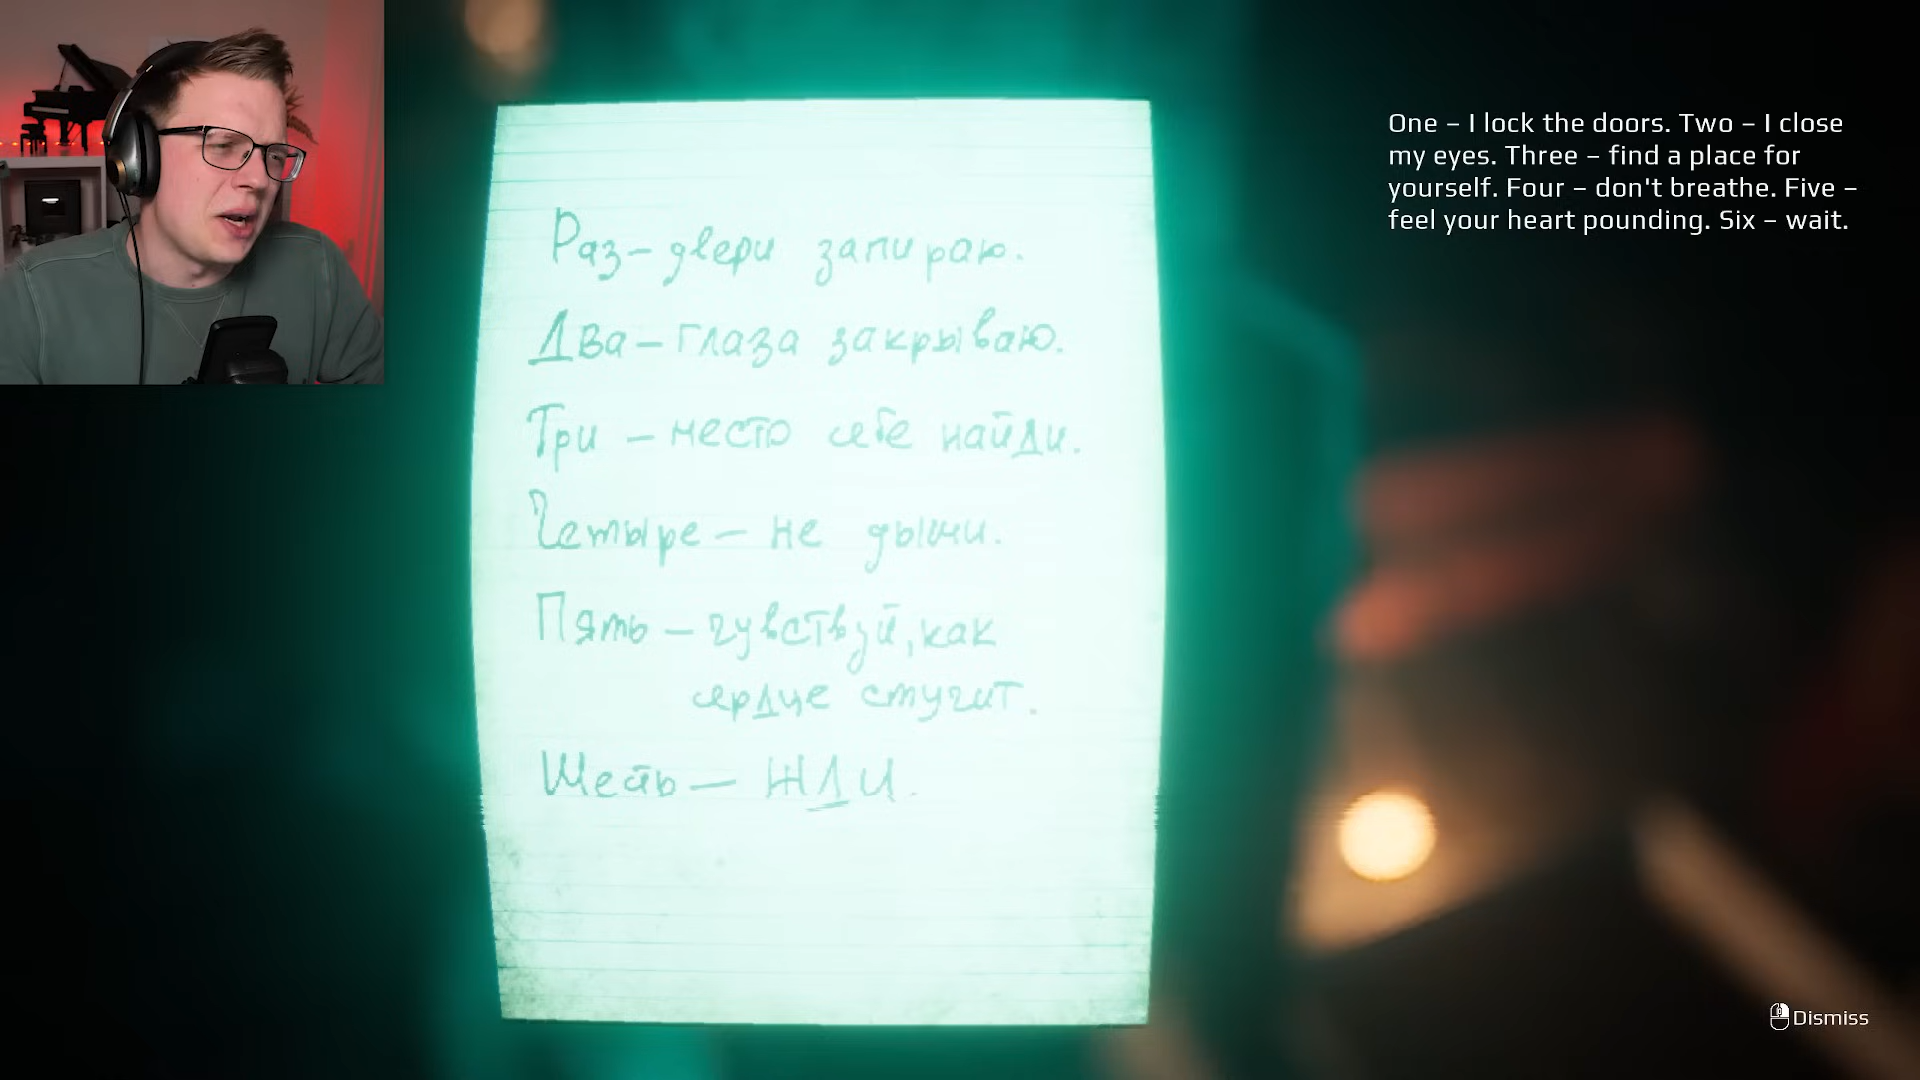 One – I lock the doors. Two – I close
my eyes. Three – find a place for
yourself. Four – don't breathe. Five –
feel your heart pounding. Six – wait.
Раз – двери запираю.
Два – глаза закрываю.
Три – место себе найди.
Четыре – не дыши.
Пять – чувствуй, как
сердце стучит.
Шесть – ЖДИ.
Dismiss